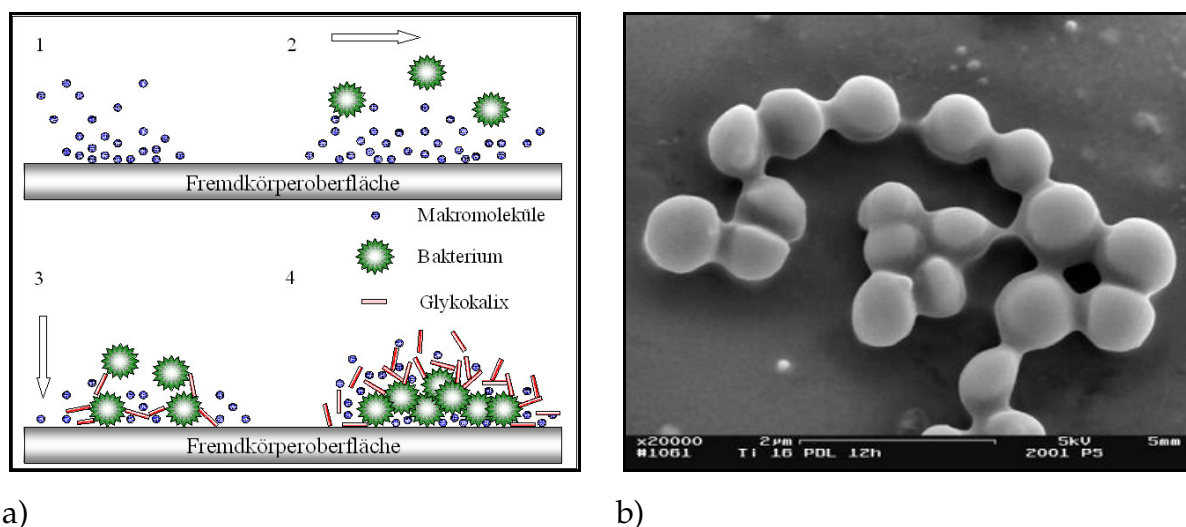 1
2
Fremdkörperoberfläche
Makromoleküle
Bakterium
Glykokalix
3
4
Fremdkörperoberfläche
x20000 2µm 5kV 5mm
#1061 Ti 16 PDL 12h 2001 P5
a)
b)